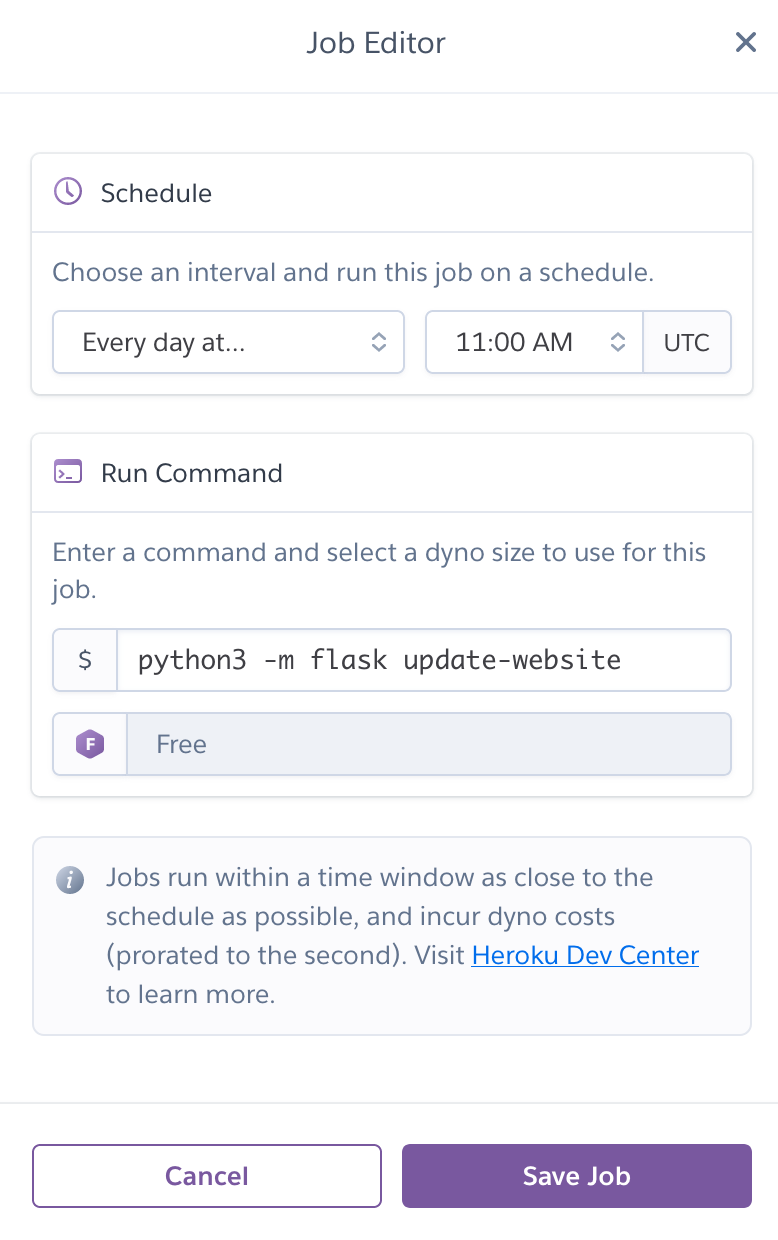 Job Editor
Schedule
Choose an interval and run this job on a schedule.
Every day at...
11:00 AM
UTC
Run Command
Enter a command and select a dyno size to use for this
job.
$
python3 -m flask update-website
F
Free
i
Jobs run within a time window as close to the
schedule as possible, and incur dyno costs
(prorated to the second). Visit Heroku Dev Center
to learn more.
Cancel
Save Job